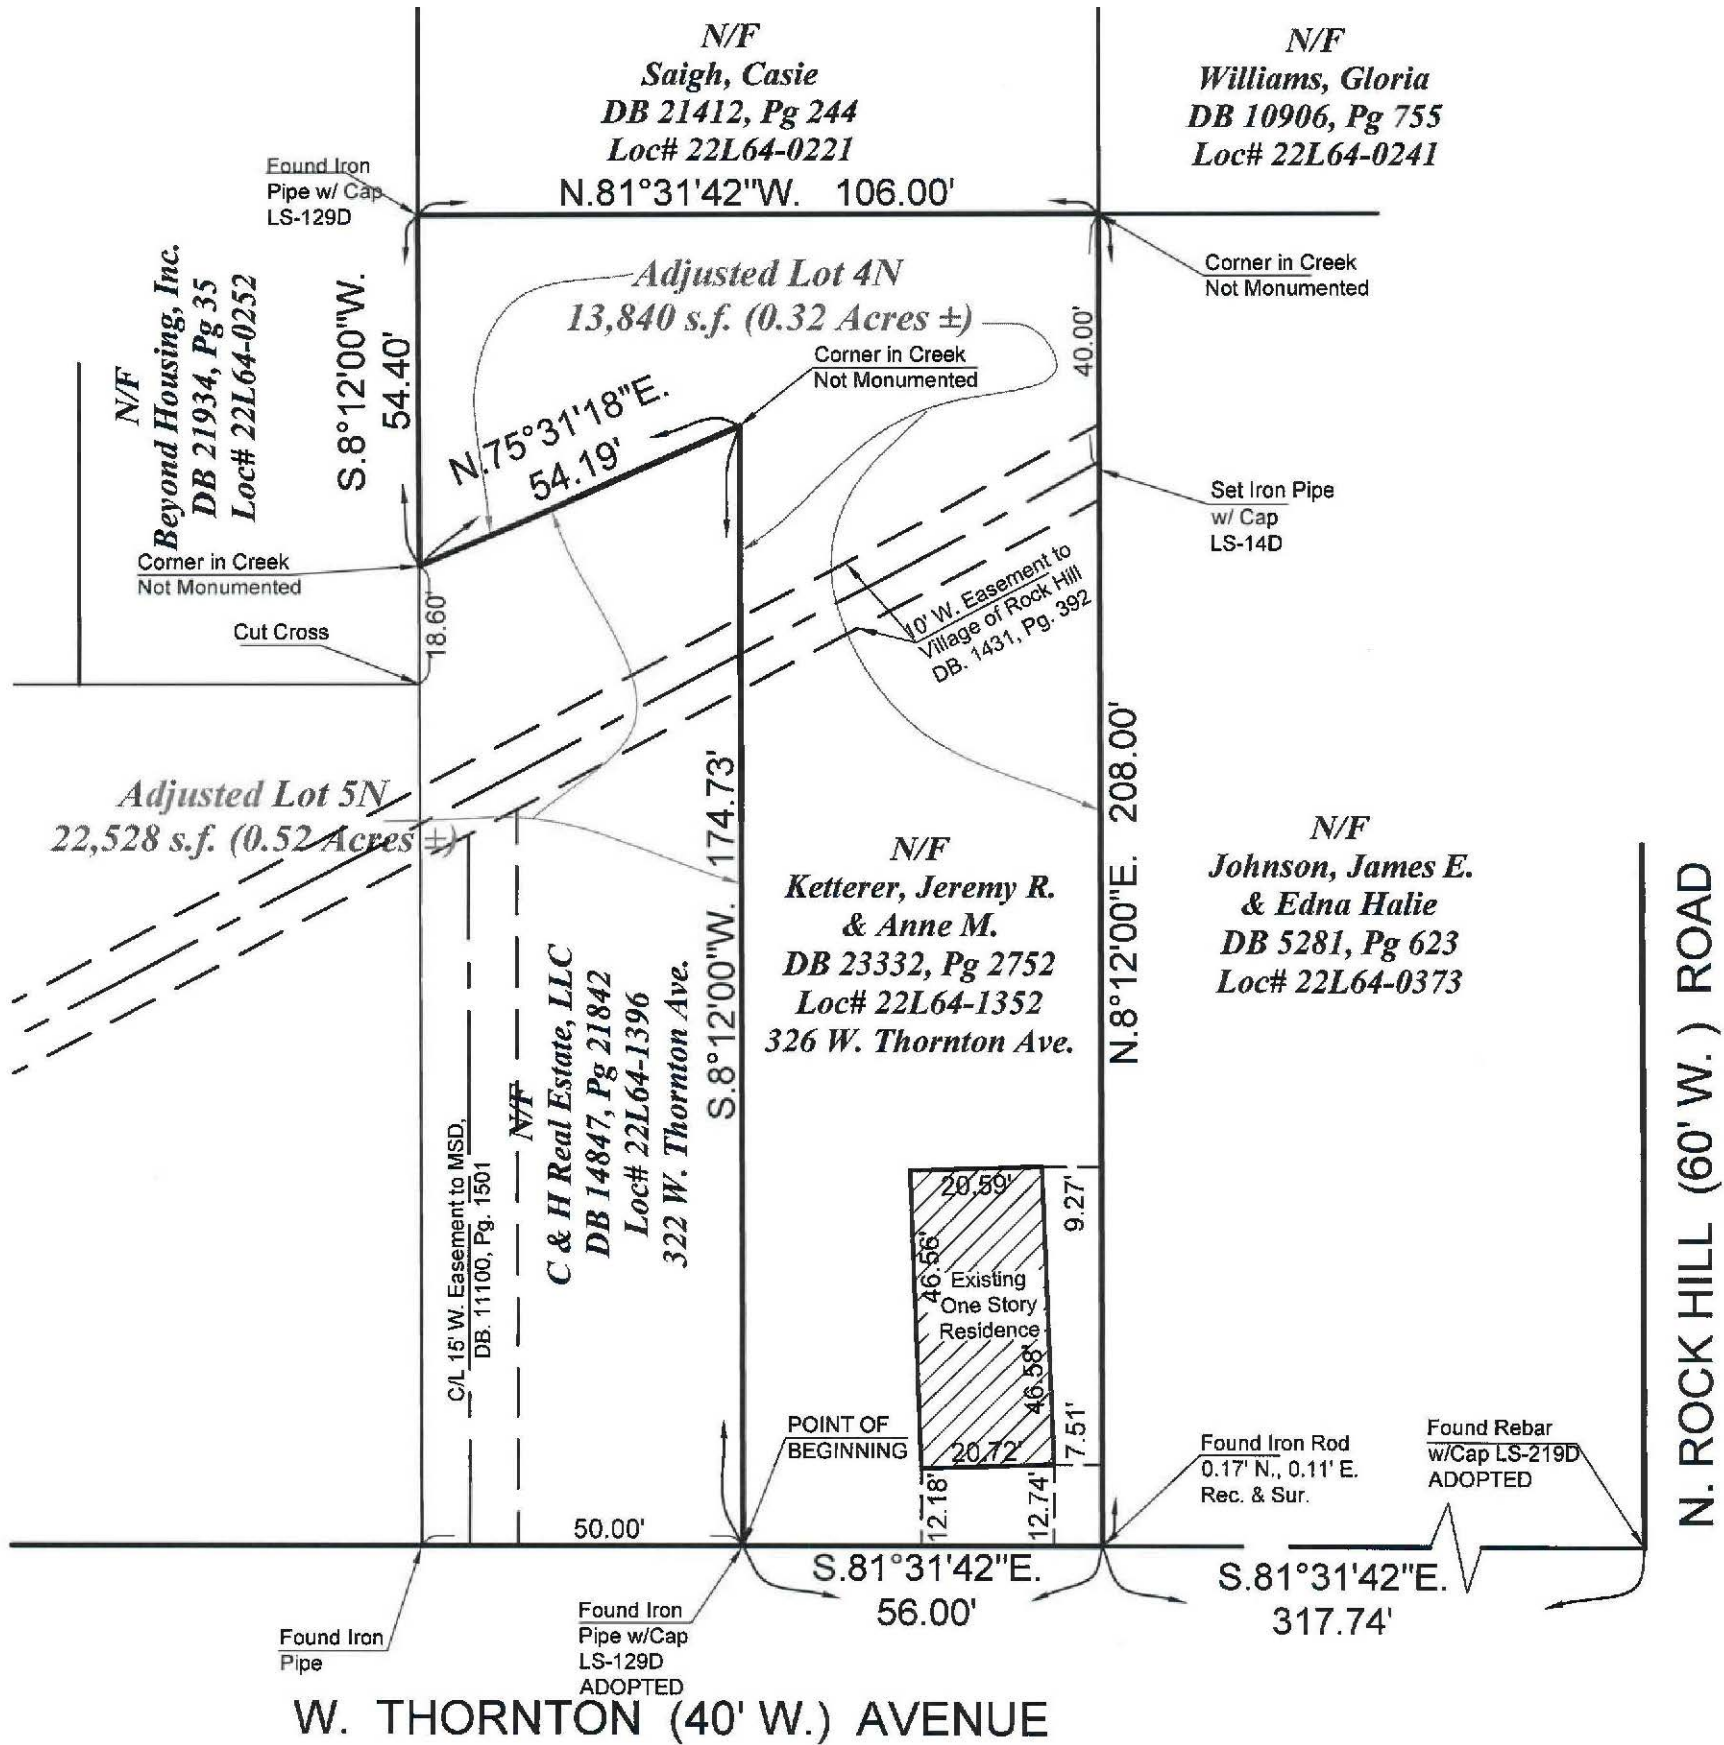 N/F
Saigh, Casie
DB 21412, Pg 244
Loc# 22L64-0221
N/F
Williams, Gloria
DB 10906, Pg 755
Loc# 22L64-0241
Found Iron
Pipe w/ Cap
LS-129D
N.81°31'42"W. 106.00'
Corner in Creek
Not Monumented
N/F
Beyond Housing, Inc.
DB 21934, Pg 35
Loc# 22L64-0252
S.8°12'00"W.
54.40'
Adjusted Lot 4N
13,840 s.f. (0.32 Acres ±)
40.00'
Corner in Creek
Not Monumented
N.75°31'18"E.
54.19'
Set Iron Pipe
w/ Cap
LS-14D
Corner in Creek
Not Monumented
18.60'
Cut Cross
10' W. Easement to
Village of Rock Hill
DB. 1431, Pg. 392
Adjusted Lot 5N
22,528 s.f. (0.52 Acres ±)
S.8°12'00"W. 174.73'
N.8°12'00"E. 208.00'
N/F
Ketterer, Jeremy R.
& Anne M.
DB 23332, Pg 2752
Loc# 22L64-1352
326 W. Thornton Ave.
N/F
Johnson, James E.
& Edna Halie
DB 5281, Pg 623
Loc# 22L64-0373
N. ROCK HILL (60' W.) ROAD
C/L 15' W. Easement to MSD,
DB. 11100, Pg. 1501
N/F
C & H Real Estate, LLC
DB 14847, Pg 21842
Loc# 22L64-1396
322 W. Thornton Ave.
20.59'
9.27'
46.56'
Existing
One Story
Residence
46.58'
20.72'
7.51'
12.18'
12.74'
POINT OF
BEGINNING
Found Iron Rod
0.17' N., 0.11' E.
Rec. & Sur.
Found Rebar
w/Cap LS-219D
ADOPTED
50.00'
S.81°31'42"E.
56.00'
S.81°31'42"E.
317.74'
Found Iron
Pipe
Found Iron
Pipe w/Cap
LS-129D
ADOPTED
W. THORNTON (40' W.) AVENUE